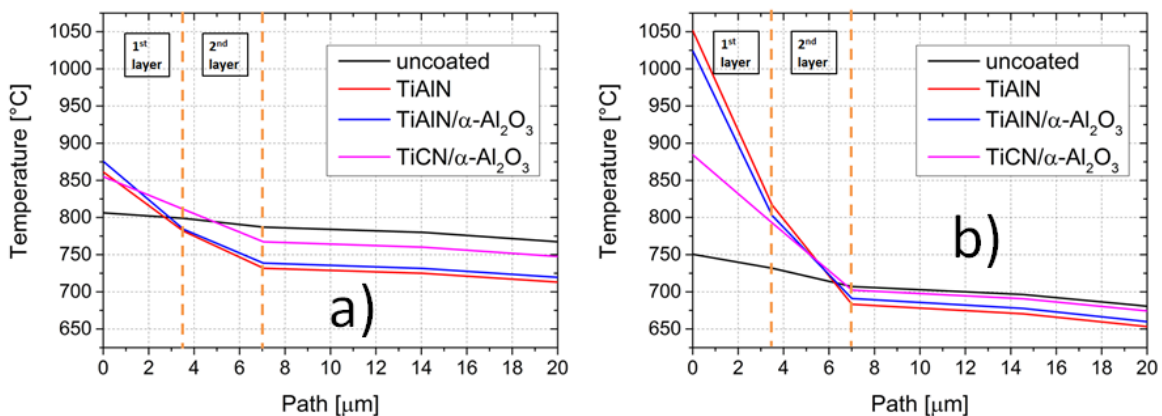 1050
1000
950
900
850
800
750
700
650
Temperature [°C]
1st
layer
2nd
layer
uncoated
TiAlN
TiAlN/α-Al₂O₃
TiCN/α-Al₂O₃
a)
0 2 4 6 8 10 12 14 16 18 20
Path [μm]
1050
1000
950
900
850
800
750
700
650
Temperature [°C]
1st
layer
2nd
layer
uncoated
TiAlN
TiAlN/α-Al₂O₃
TiCN/α-Al₂O₃
b)
0 2 4 6 8 10 12 14 16 18 20
Path [μm]